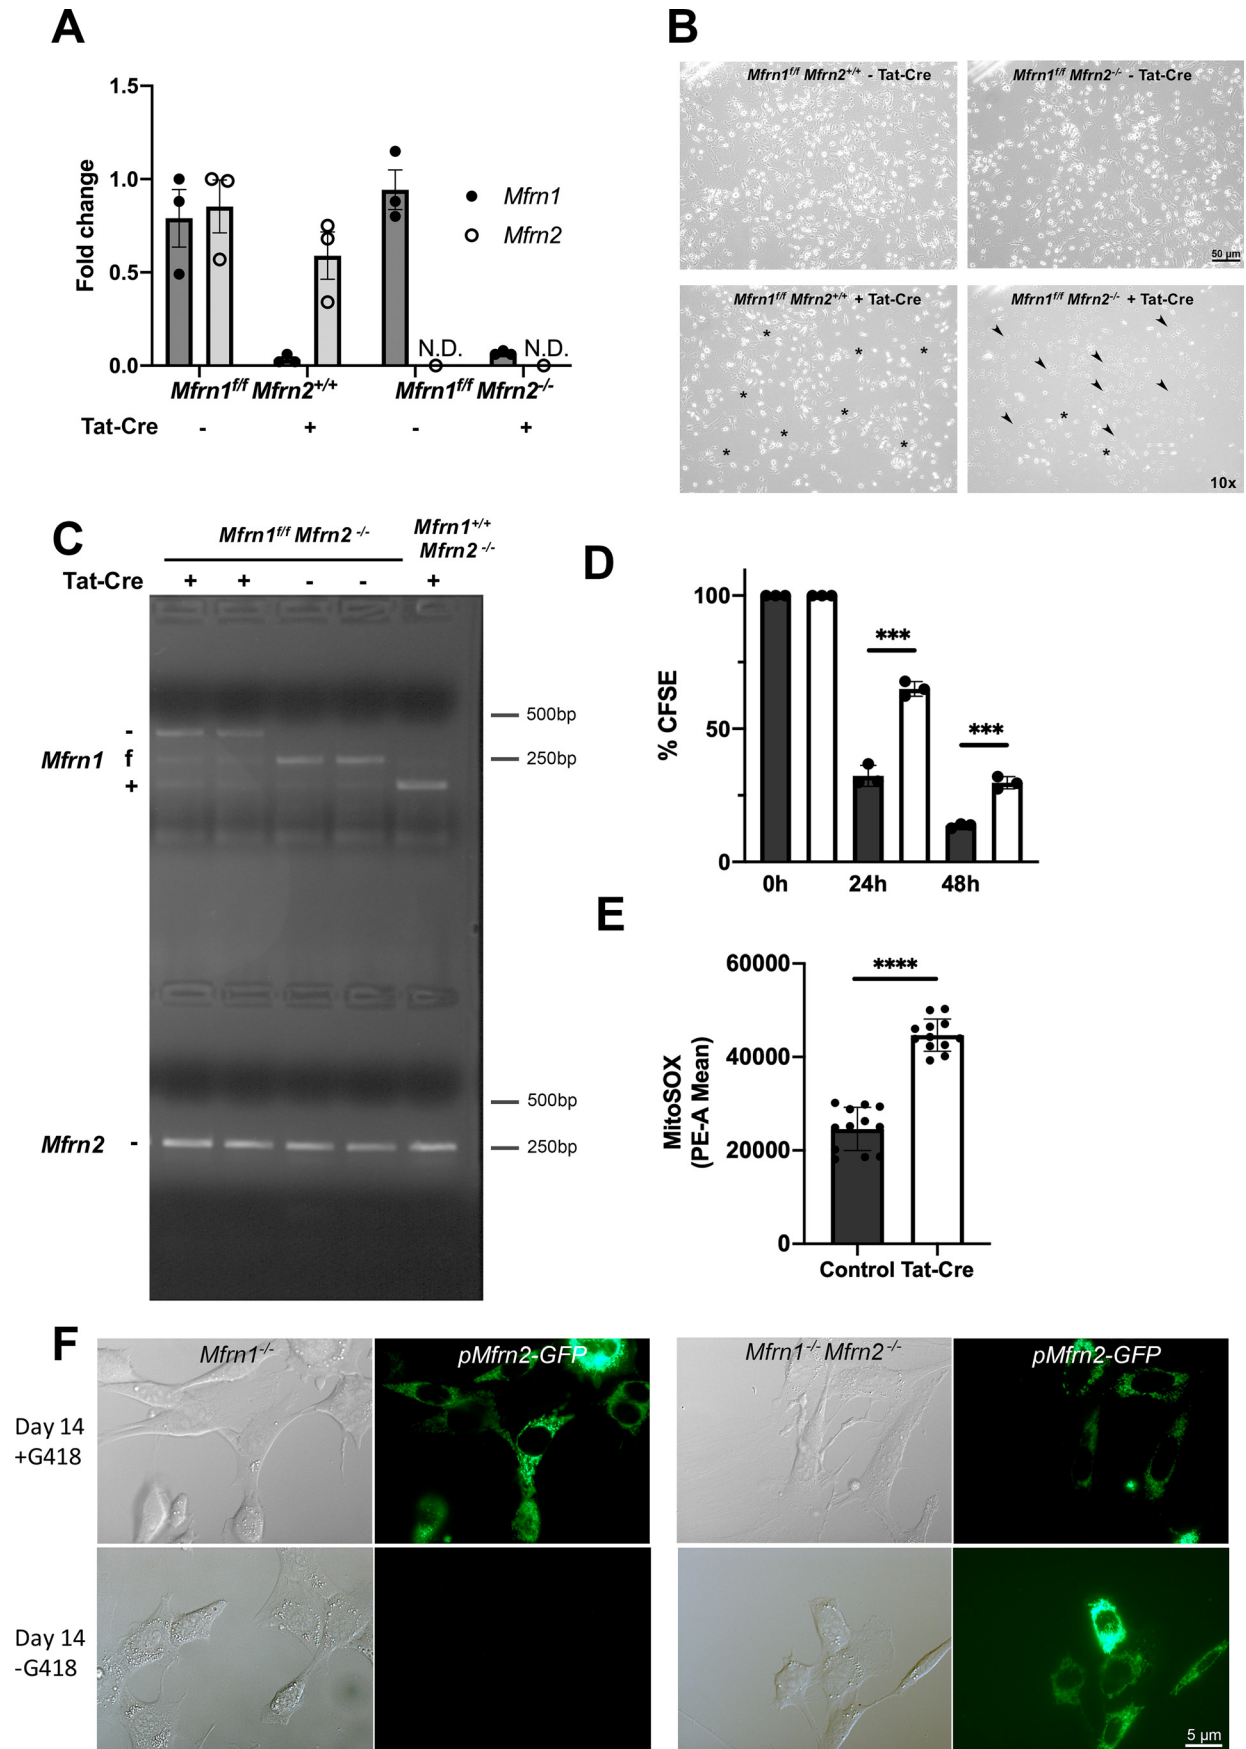 A
1.5
1.0
0.5
0.0
Fold change
Mfrn1
Mfrn2
N.D.
N.D.
Mfrn1f/f Mfrn2+/+
Mfrn1f/f Mfrn2-/-
Tat-Cre - + - +
B
Mfrn1f/f Mfrn2+/+ - Tat-Cre
Mfrn1f/f Mfrn2-/- - Tat-Cre
50 µm
Mfrn1f/f Mfrn2+/+ + Tat-Cre
* * * * * * *
Mfrn1f/f Mfrn2-/- + Tat-Cre
* *
10x
C
Mfrn1f/f Mfrn2 -/-
Mfrn1+/+
Mfrn2 -/-
Tat-Cre + + - - +
Mfrn1
-
f
+
500bp
250bp
Mfrn2 -
500bp
250bp
D
100
50
0
% CFSE
***
***
0h 24h 48h
E
60000
40000
20000
0
MitoSOX
(PE-A Mean)
****
Control Tat-Cre
F
Mfrn1-/-
pMfrn2-GFP
Mfrn1-/- Mfrn2-/-
pMfrn2-GFP
Day 14
+G418
Day 14
-G418
5 µm